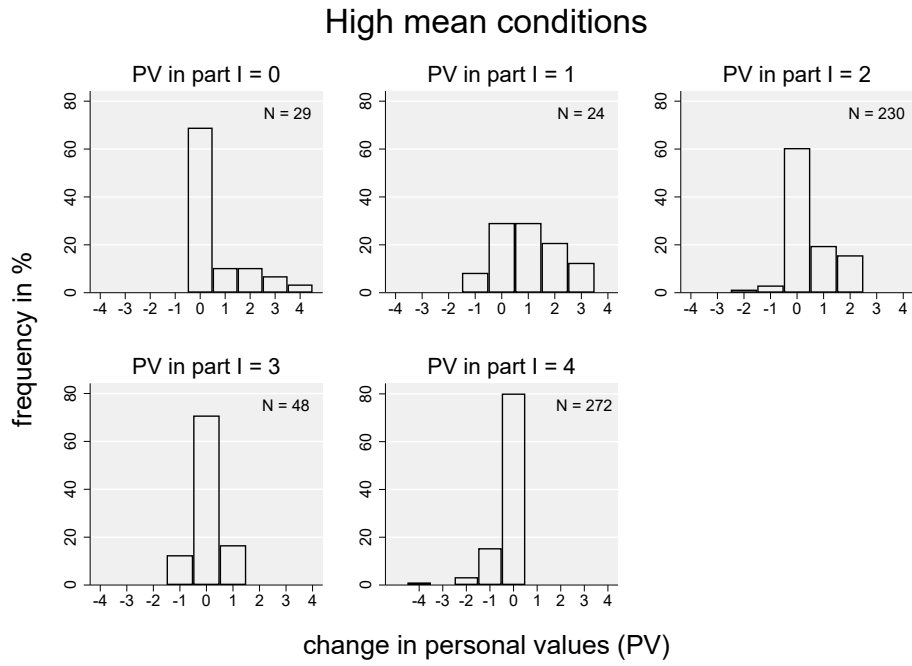 High mean conditions
PV in part I = 0
N = 29
80
60
40
20
0
-4 -3 -2 -1 0 1 2 3 4
PV in part I = 1
N = 24
80
60
40
20
0
-4 -3 -2 -1 0 1 2 3 4
PV in part I = 2
N = 230
80
60
40
20
0
-4 -3 -2 -1 0 1 2 3 4
frequency in %
PV in part I = 3
N = 48
80
60
40
20
0
-4 -3 -2 -1 0 1 2 3 4
PV in part I = 4
N = 272
80
60
40
20
0
-4 -3 -2 -1 0 1 2 3 4
change in personal values (PV)